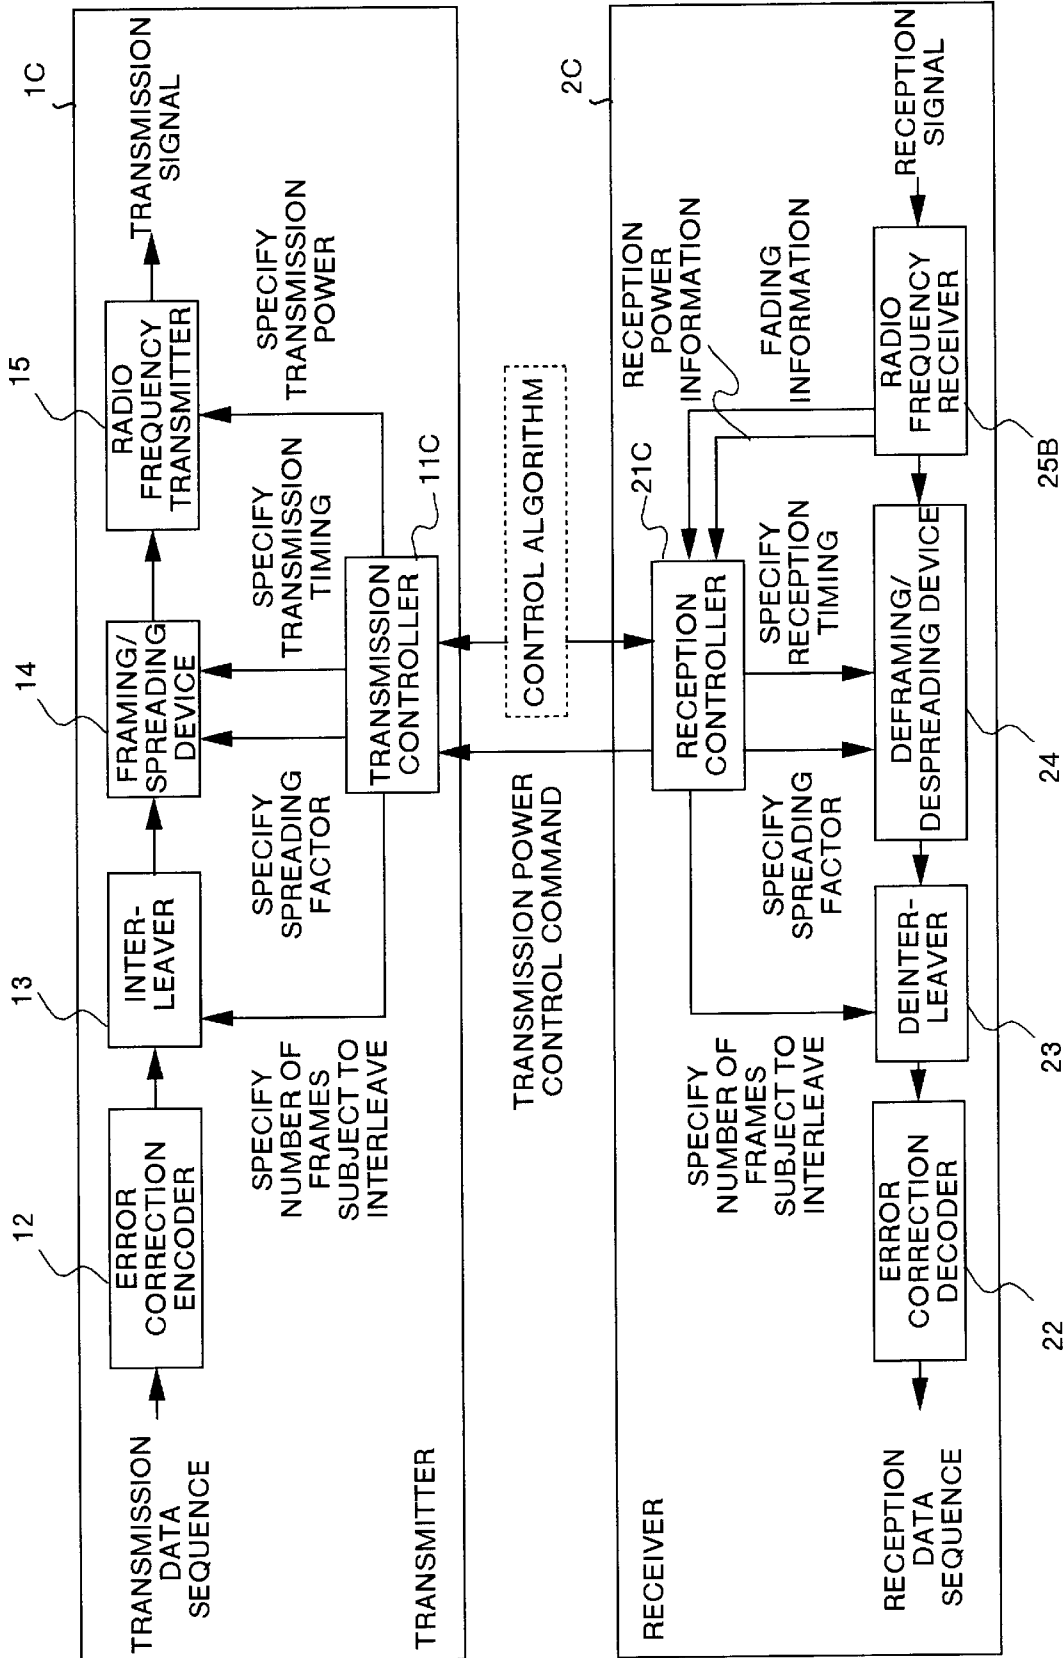 1C
TRANSMISSION
DATA
SEQUENCE
12
ERROR
CORRECTION
ENCODER
13
INTER-
LEAVER
14
FRAMING/
SPREADING
DEVICE
15
RADIO
FREQUENCY
TRANSMITTER
TRANSMISSION
SIGNAL
SPECIFY
NUMBER OF
FRAMES
SUBJECT TO
INTERLEAVE
SPECIFY
SPREADING
FACTOR
SPECIFY
TRANSMISSION
TIMING
SPECIFY
TRANSMISSION
POWER
TRANSMISSION
CONTROLLER
11C
TRANSMITTER
TRANSMISSION POWER
CONTROL COMMAND
CONTROL ALGORITHM
2C
RECEIVER
RECEPTION
CONTROLLER
21C
RECEPTION
POWER
INFORMATION
FADING
INFORMATION
SPECIFY
NUMBER OF
FRAMES
SUBJECT TO
INTERLEAVE
SPECIFY
SPREADING
FACTOR
SPECIFY
RECEPTION
TIMING
RECEPTION
DATA
SEQUENCE
ERROR
CORRECTION
DECODER
22
DEINTER-
LEAVER
23
DEFRAMING/
DESPREADING DEVICE
24
RADIO
FREQUENCY
RECEIVER
25B
RECEPTION
SIGNAL